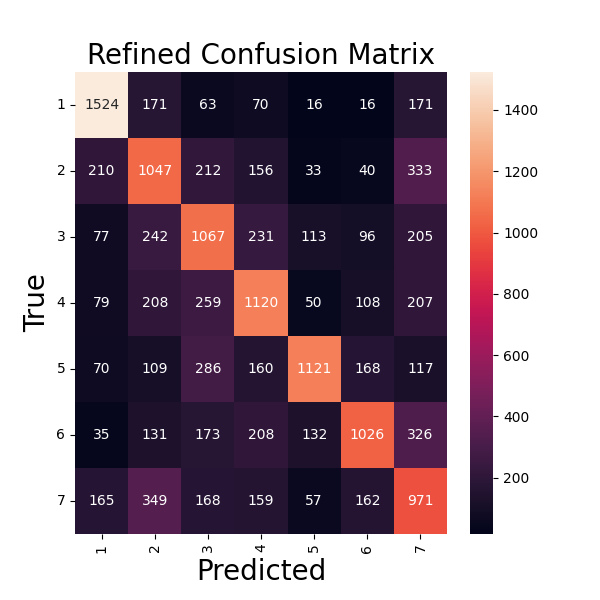 Refined Confusion Matrix
1 1524 171 63 70 16 16 171
2 210 1047 212 156 33 40 333
3 77 242 1067 231 113 96 205
4 79 208 259 1120 50 108 207
5 70 109 286 160 1121 168 117
6 35 131 173 208 132 1026 326
7 165 349 168 159 57 162 971
1 2 3 4 5 6 7
True
Predicted
1400
1200
1000
800
600
400
200